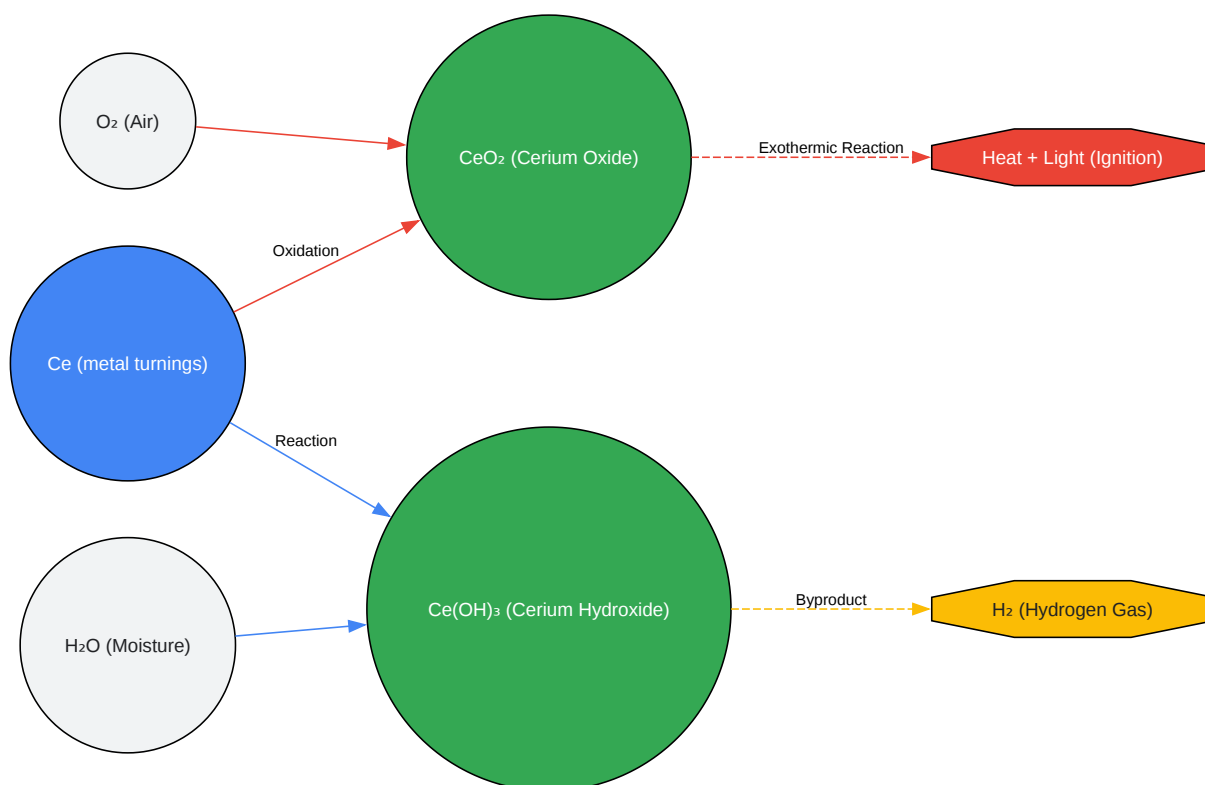 O₂ (Air)
CeO₂ (Cerium Oxide)
Exothermic Reaction
Heat + Light (Ignition)
Oxidation
Ce (metal turnings)
Reaction
H₂O (Moisture)
Ce(OH)₃ (Cerium Hydroxide)
Byproduct
H₂ (Hydrogen Gas)